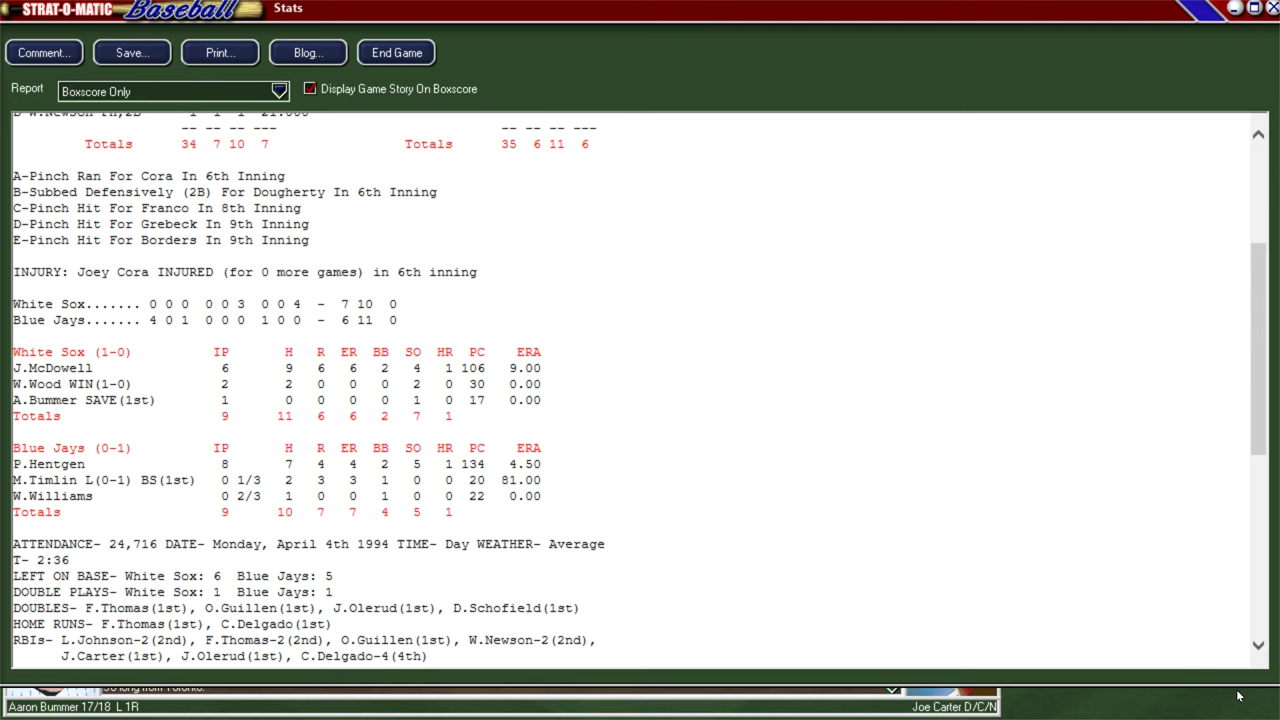 STRAT-O-MATIC Baseball Stats
Comment... Save... Print... Blog... End Game
Report Boxscore Only Display Game Story On Boxscore
D-W.Newson PH,2B 1 1 1 21.000
-- -- -- --- -- -- -- ---
Totals 34 7 10 7 Totals 35 6 11 6
A-Pinch Ran For Cora In 6th Inning
B-Subbed Defensively (2B) For Dougherty In 6th Inning
C-Pinch Hit For Franco In 8th Inning
D-Pinch Hit For Grebeck In 9th Inning
E-Pinch Hit For Borders In 9th Inning
INJURY: Joey Cora INJURED (for 0 more games) in 6th inning
White Sox....... 0 0 0 0 0 3 0 0 4 - 7 10 0
Blue Jays....... 4 0 1 0 0 0 1 0 0 - 6 11 0
White Sox (1-0) IP H R ER BB SO HR PC ERA
J.McDowell 6 9 6 6 2 4 1 106 9.00
W.Wood WIN(1-0) 2 2 0 0 0 2 0 30 0.00
A.Bummer SAVE(1st) 1 0 0 0 0 1 0 17 0.00
Totals 9 11 6 6 2 7 1
Blue Jays (0-1) IP H R ER BB SO HR PC ERA
P.Hentgen 8 7 4 4 2 5 1 134 4.50
M.Timlin L(0-1) BS(1st) 0 1/3 2 3 3 1 0 0 20 81.00
W.Williams 0 2/3 1 0 0 1 0 0 22 0.00
Totals 9 10 7 7 4 5 1
ATTENDANCE- 24,716 DATE- Monday, April 4th 1994 TIME- Day WEATHER- Average
T- 2:36
LEFT ON BASE- White Sox: 6 Blue Jays: 5
DOUBLE PLAYS- White Sox: 1 Blue Jays: 1
DOUBLES- F.Thomas(1st), O.Guillen(1st), J.Olerud(1st), D.Schofield(1st)
HOME RUNS- F.Thomas(1st), C.Delgado(1st)
RBIs- L.Johnson-2(2nd), F.Thomas-2(2nd), O.Guillen(1st), W.Newson-2(2nd),
J.Carter(1st), J.Olerud(1st), C.Delgado-4(4th)
So long from Toronto.
Aaron Bummer 17/18 L 1R Joe Carter D/C/N